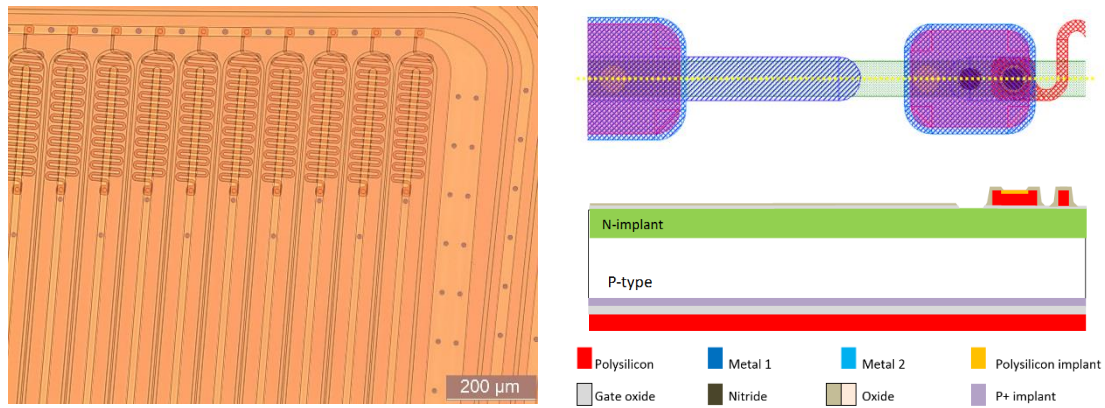 200 µm
N-implant
P-type
Polysilicon
Metal 1
Metal 2
Polysilicon implant
Gate oxide
Nitride
Oxide
P+ implant